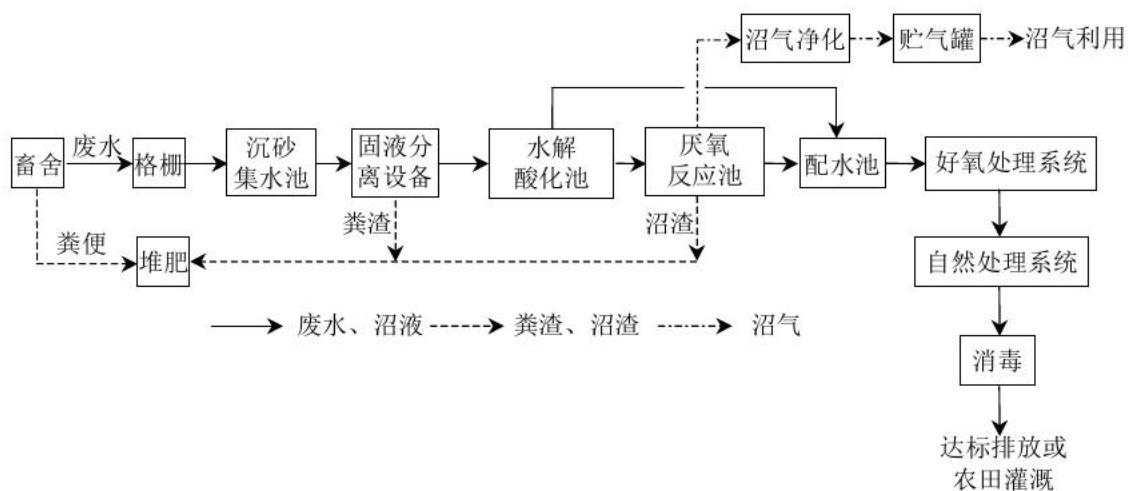 沼气净化
贮气罐
沼气利用
畜舍
废水
格栅
沉砂
集水池
固液分
离设备
水解
酸化池
厌氧
反应池
配水池
好氧处理系统
粪便
堆肥
粪渣
沼渣
自然处理系统
废水、沼液
粪渣、沼渣
沼气
消毒
达标排放或
农田灌溉